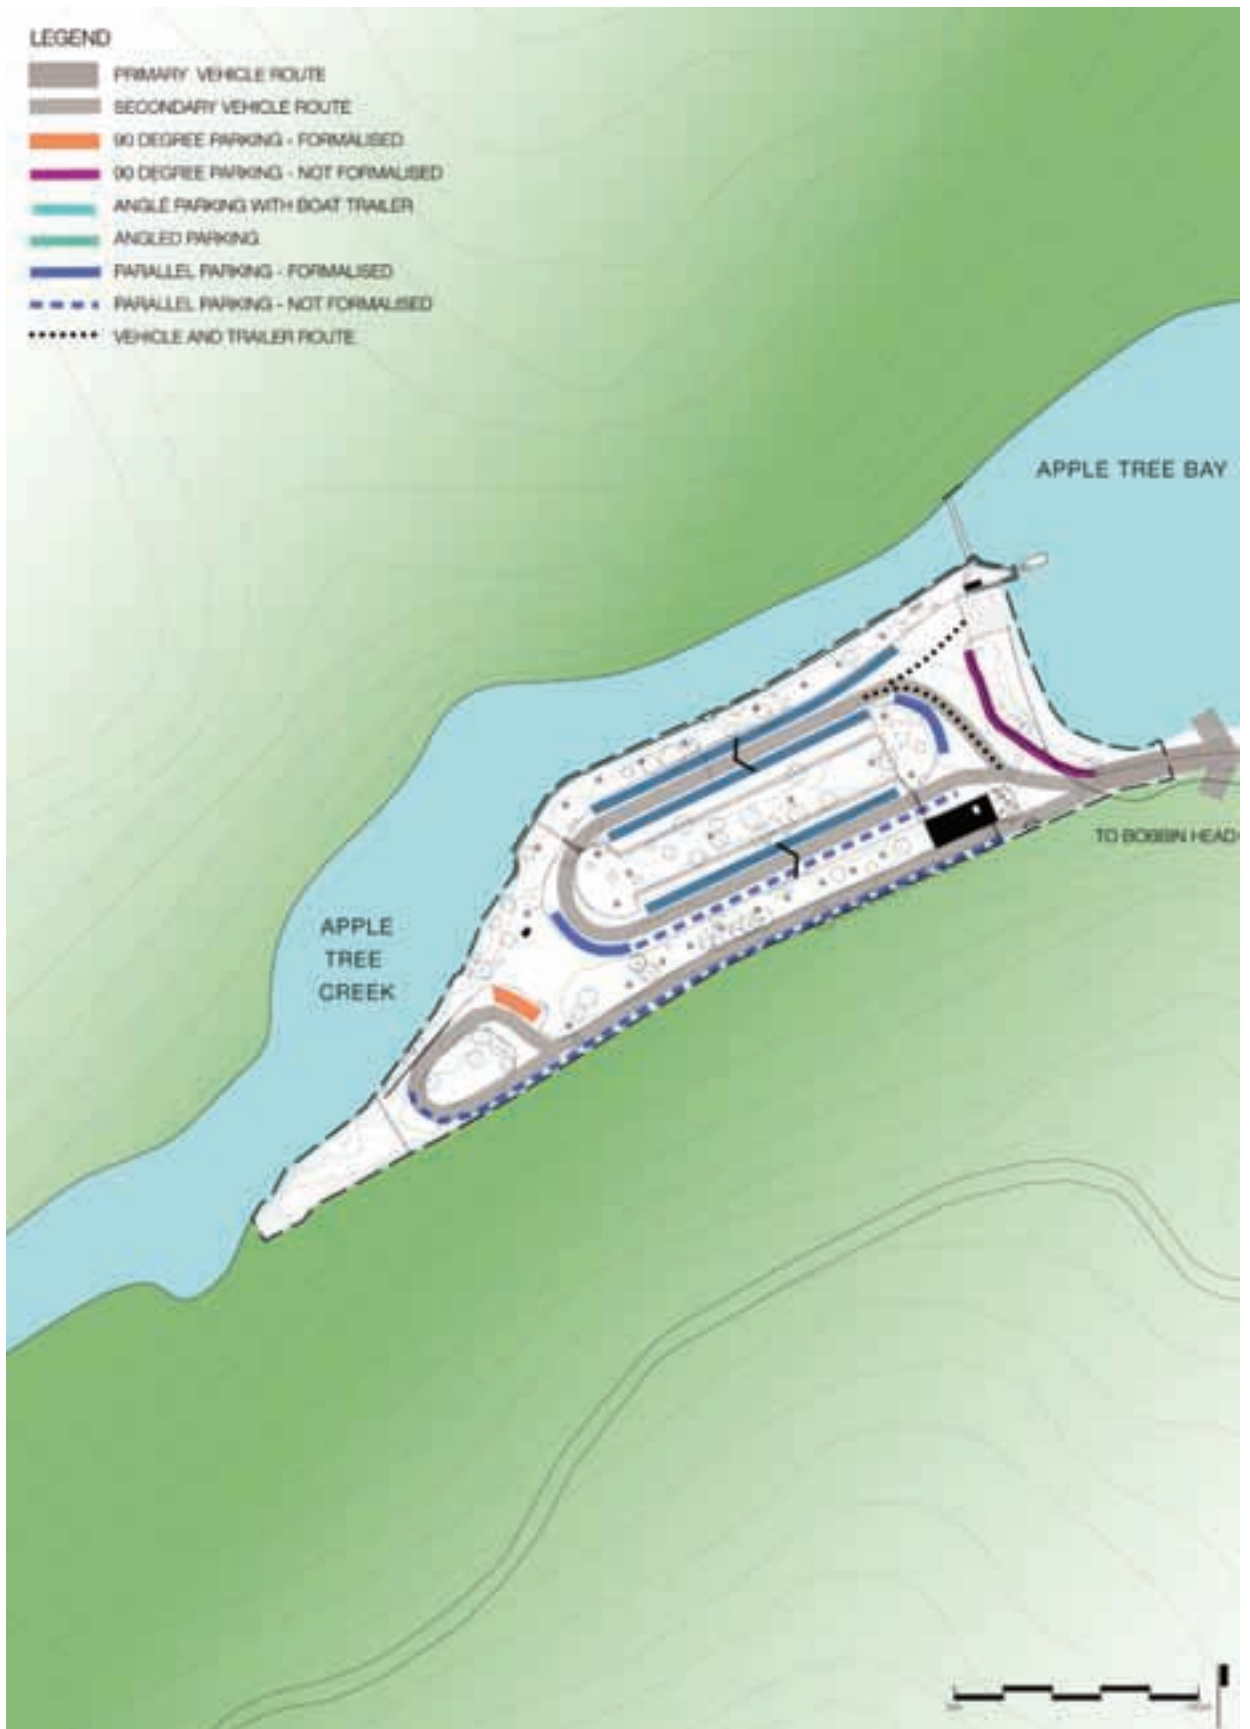 LEGEND
PRIMARY VEHICLE ROUTE
SECONDARY VEHICLE ROUTE
90 DEGREE PARKING - FORMALISED
90 DEGREE PARKING - NOT FORMALISED
ANGLE PARKING WITH BOAT TRAILER
ANGLED PARKING
PARALLEL PARKING - FORMALISED
PARALLEL PARKING - NOT FORMALISED
VEHICLE AND TRAILER ROUTE
APPLE TREE BAY
TO BOBBIN HEAD
APPLE
TREE
CREEK